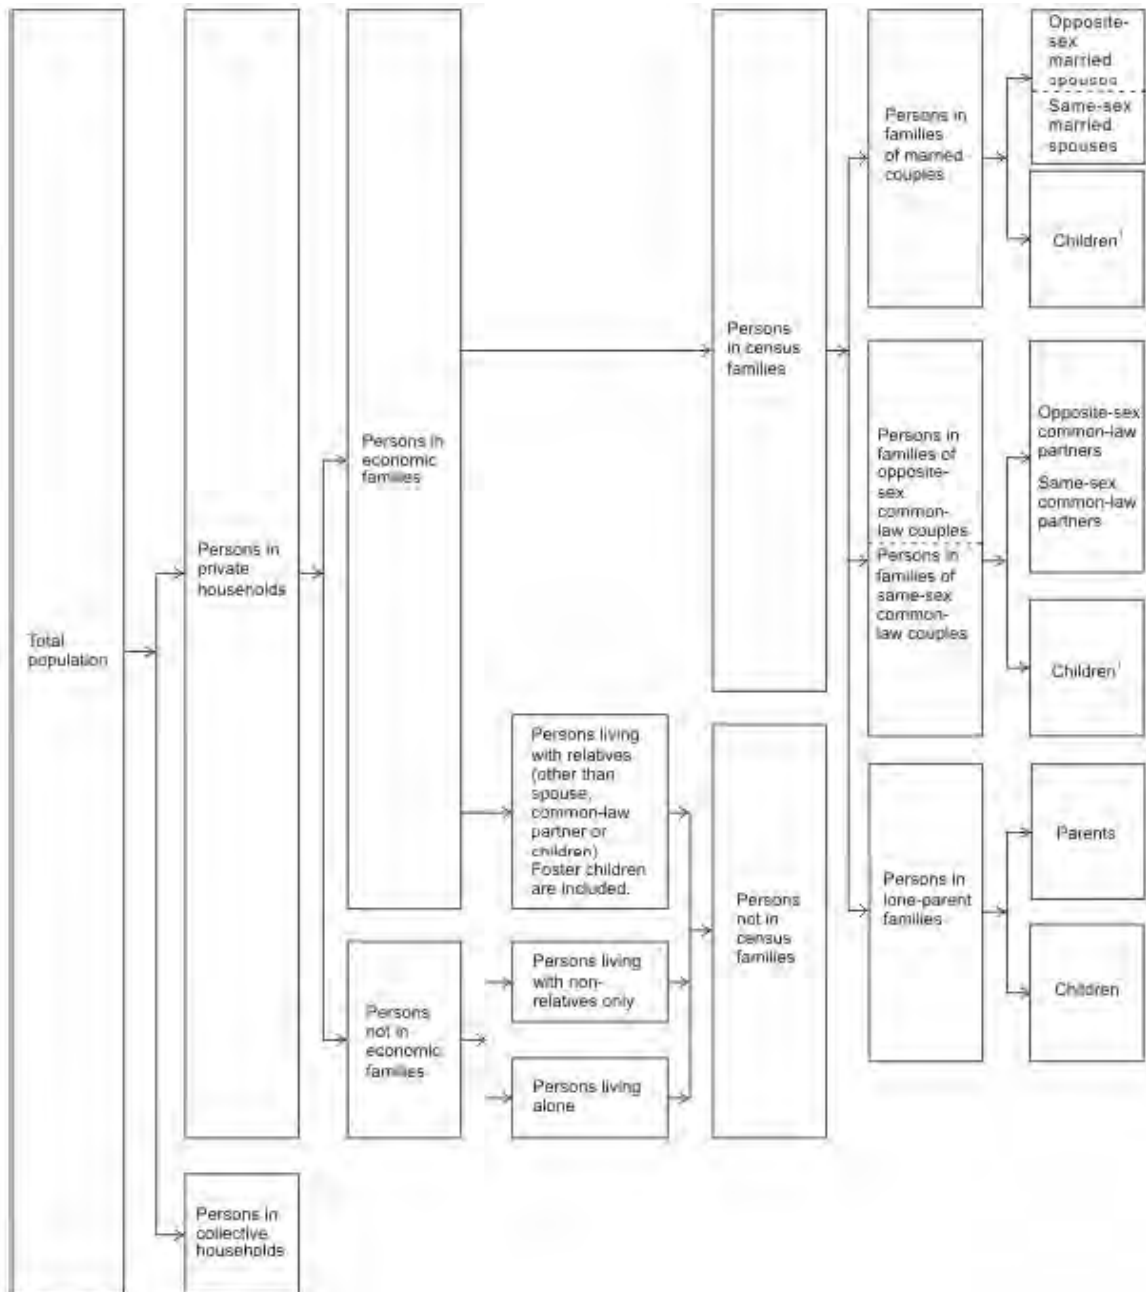 Total
population
Persons in
private
households
Persons in
collective
households
Persons in
economic
families
Persons
not in
economic
families
Persons living
with relatives
(other than
spouse,
common-law
partner or
children)
Foster children
are included.
Persons living
with non-
relatives only
Persons living
alone
Persons
in census
families
Persons
not in
census
families
Persons in
families
of married
couples
Persons in
families of
opposite-
sex
common-
law couples
Persons in
families of
same-sex
common-
law couples
Persons in
lone-parent
families
Opposite-
sex
married
spouses
Same-sex
married
spouses
Children¹
Opposite-sex
common-law
partners
Same-sex
common-law
partners
Children¹
Parents
Children